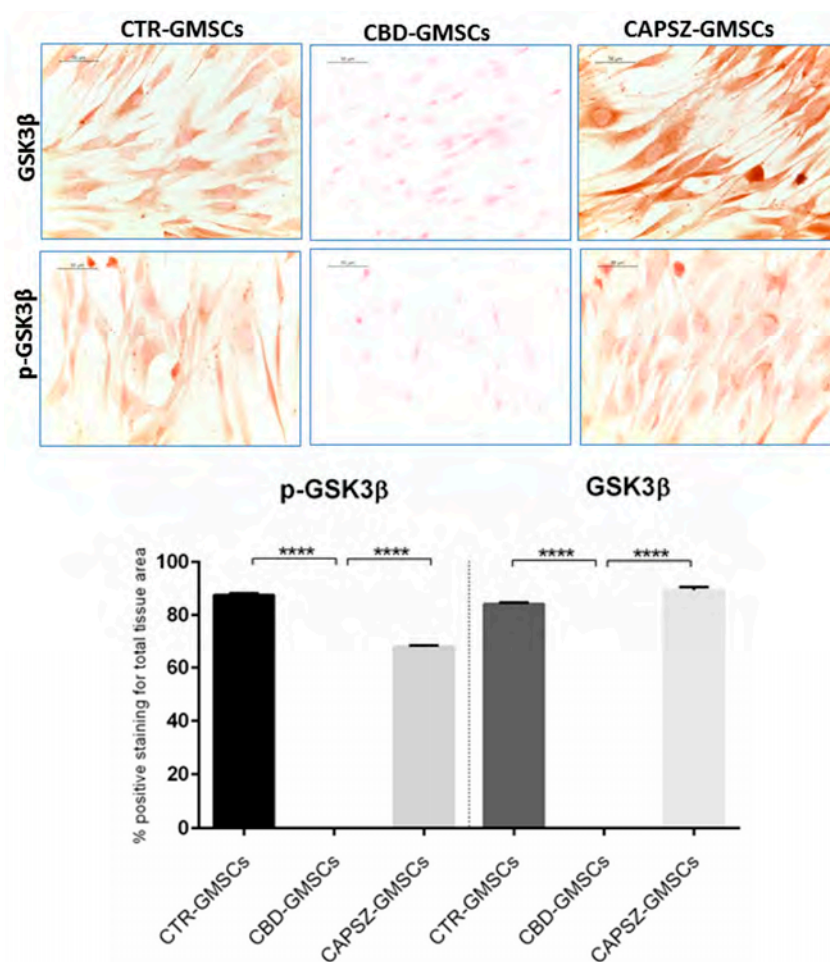 CTR-GMSCs CBD-GMSCs CAPSZ-GMSCs
GSK3β
p-GSK3β
p-GSK3β GSK3β
**** **** **** ****
% positive staining for total tissue area
100
80
60
40
20
0
CTR-GMSCs CBD-GMSCs CAPSZ-GMSCs CTR-GMSCs CBD-GMSCs CAPSZ-GMSCs